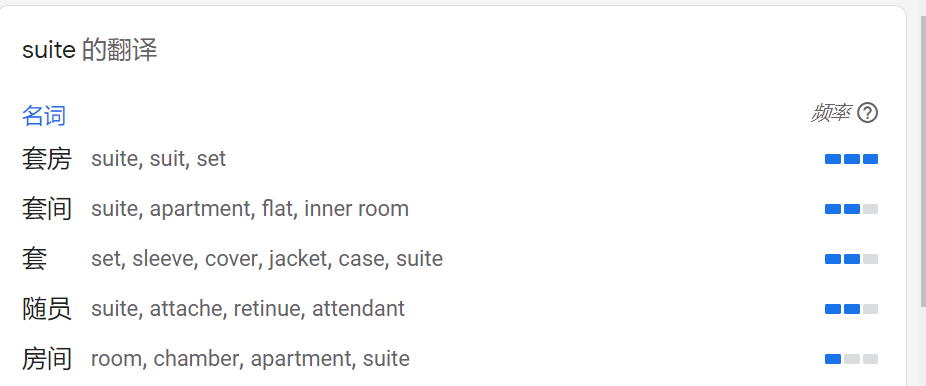 suite 的翻译
名词 频率 ?
套房 suite, suit, set
套间 suite, apartment, flat, inner room
套 set, sleeve, cover, jacket, case, suite
随员 suite, attache, retinue, attendant
房间 room, chamber, apartment, suite